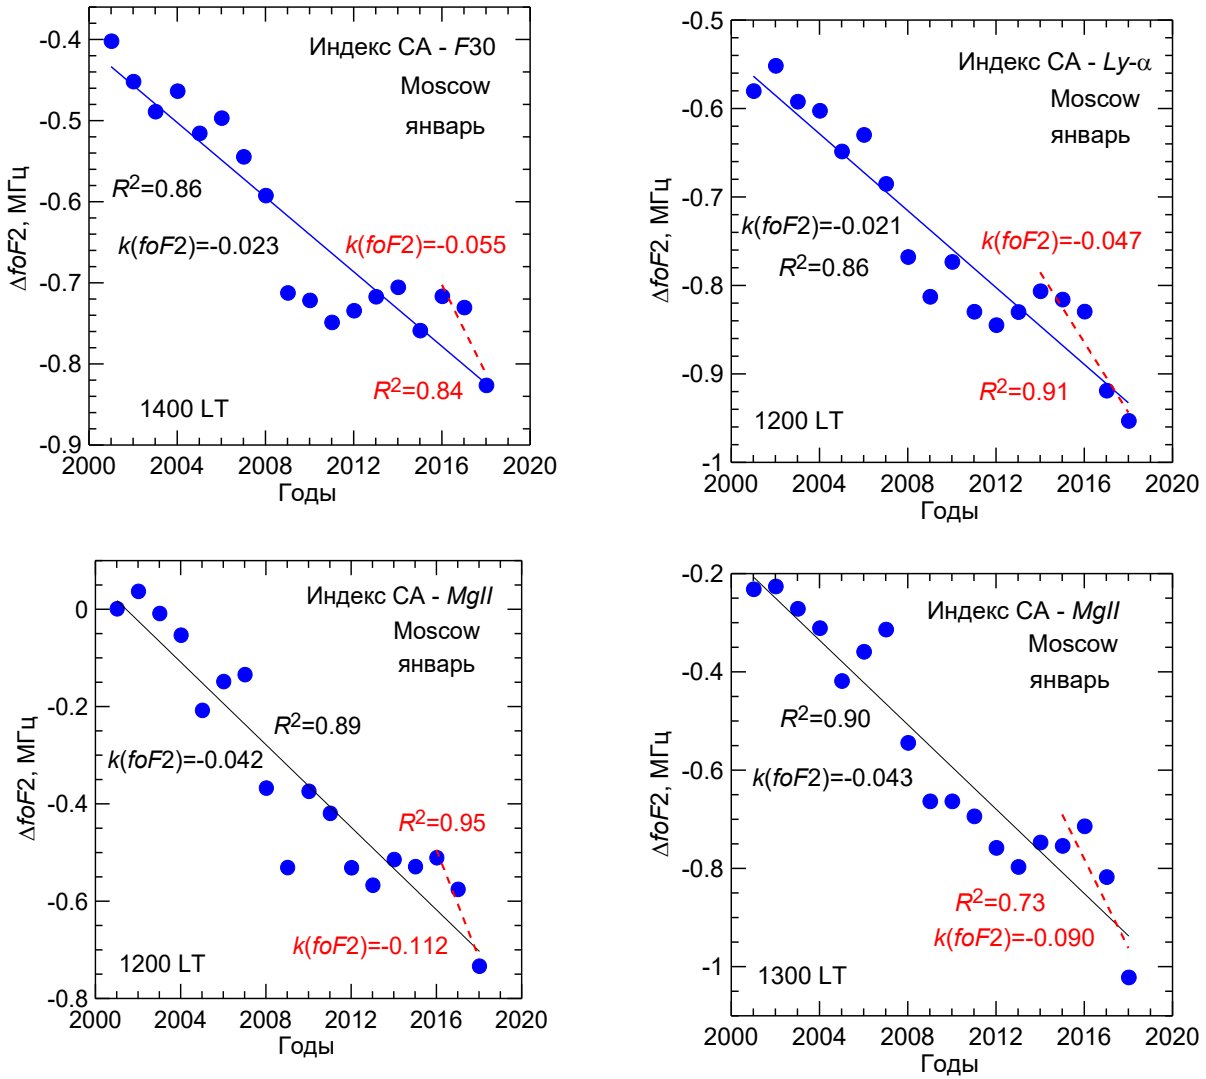 -0.4
-0.5
-0.6
-0.7
-0.8
-0.9
ΔfoF2, МГц
Индекс СА - F30
Moscow
январь
R²=0.86
k(foF2)=-0.023
k(foF2)=-0.055
R²=0.84
1400 LT
2000 2004 2008 2012 2016 2020
Годы
-0.5
-0.6
-0.7
-0.8
-0.9
-1
ΔfoF2, МГц
Индекс СА - Ly-α
Moscow
январь
k(foF2)=-0.021
R²=0.86
k(foF2)=-0.047
R²=0.91
1200 LT
2000 2004 2008 2012 2016 2020
Годы
0
-0.2
-0.4
-0.6
-0.8
ΔfoF2, МГц
Индекс СА - MgII
Moscow
январь
R²=0.89
k(foF2)=-0.042
R²=0.95
k(foF2)=-0.112
1200 LT
2000 2004 2008 2012 2016 2020
Годы
-0.2
-0.4
-0.6
-0.8
-1
ΔfoF2, МГц
Индекс СА - MgII
Moscow
январь
R²=0.90
k(foF2)=-0.043
R²=0.73
k(foF2)=-0.090
1300 LT
2000 2004 2008 2012 2016 2020
Годы